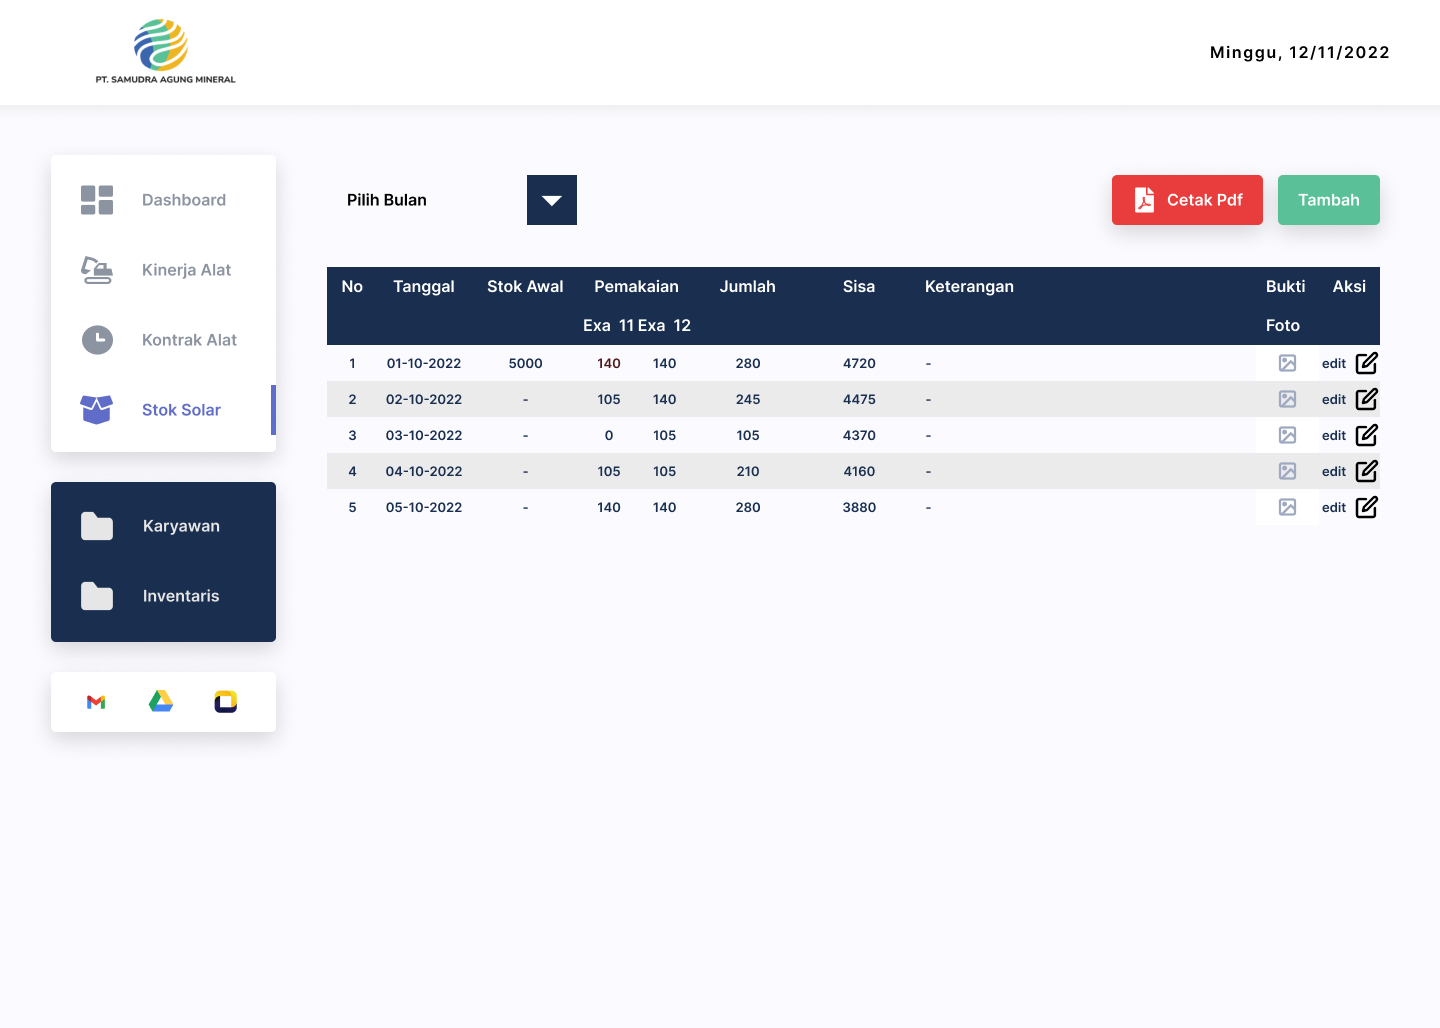 PT. SAMUDRA AGUNG MINERAL
Minggu, 12/11/2022
Dashboard
Kinerja Alat
Kontrak Alat
Stok Solar
Karyawan
Inventaris
Pilih Bulan
Cetak Pdf
Tambah
No Tanggal Stok Awal Pemakaian Jumlah Sisa Keterangan Bukti Aksi
Exa 11 Exa 12 Foto
1 01-10-2022 5000 140 140 280 4720 - edit
2 02-10-2022 - 105 140 245 4475 - edit
3 03-10-2022 - 0 105 105 4370 - edit
4 04-10-2022 - 105 105 210 4160 - edit
5 05-10-2022 - 140 140 280 3880 - edit